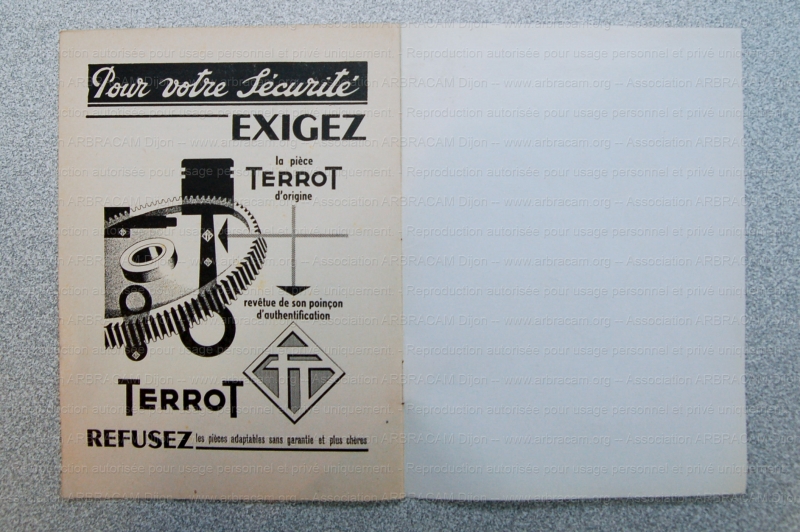 Pour votre Sécurité
EXIGEZ
la pièce
TERROT
d'origine
revêtue de son poinçon
d'authentification
TERROT
REFUSEZ les pièces adaptables sans garantie et plus chères
Reproduction autorisée pour usage personnel et privé uniquement.
Association ARBRACAM Dijon – www.arbracam.org